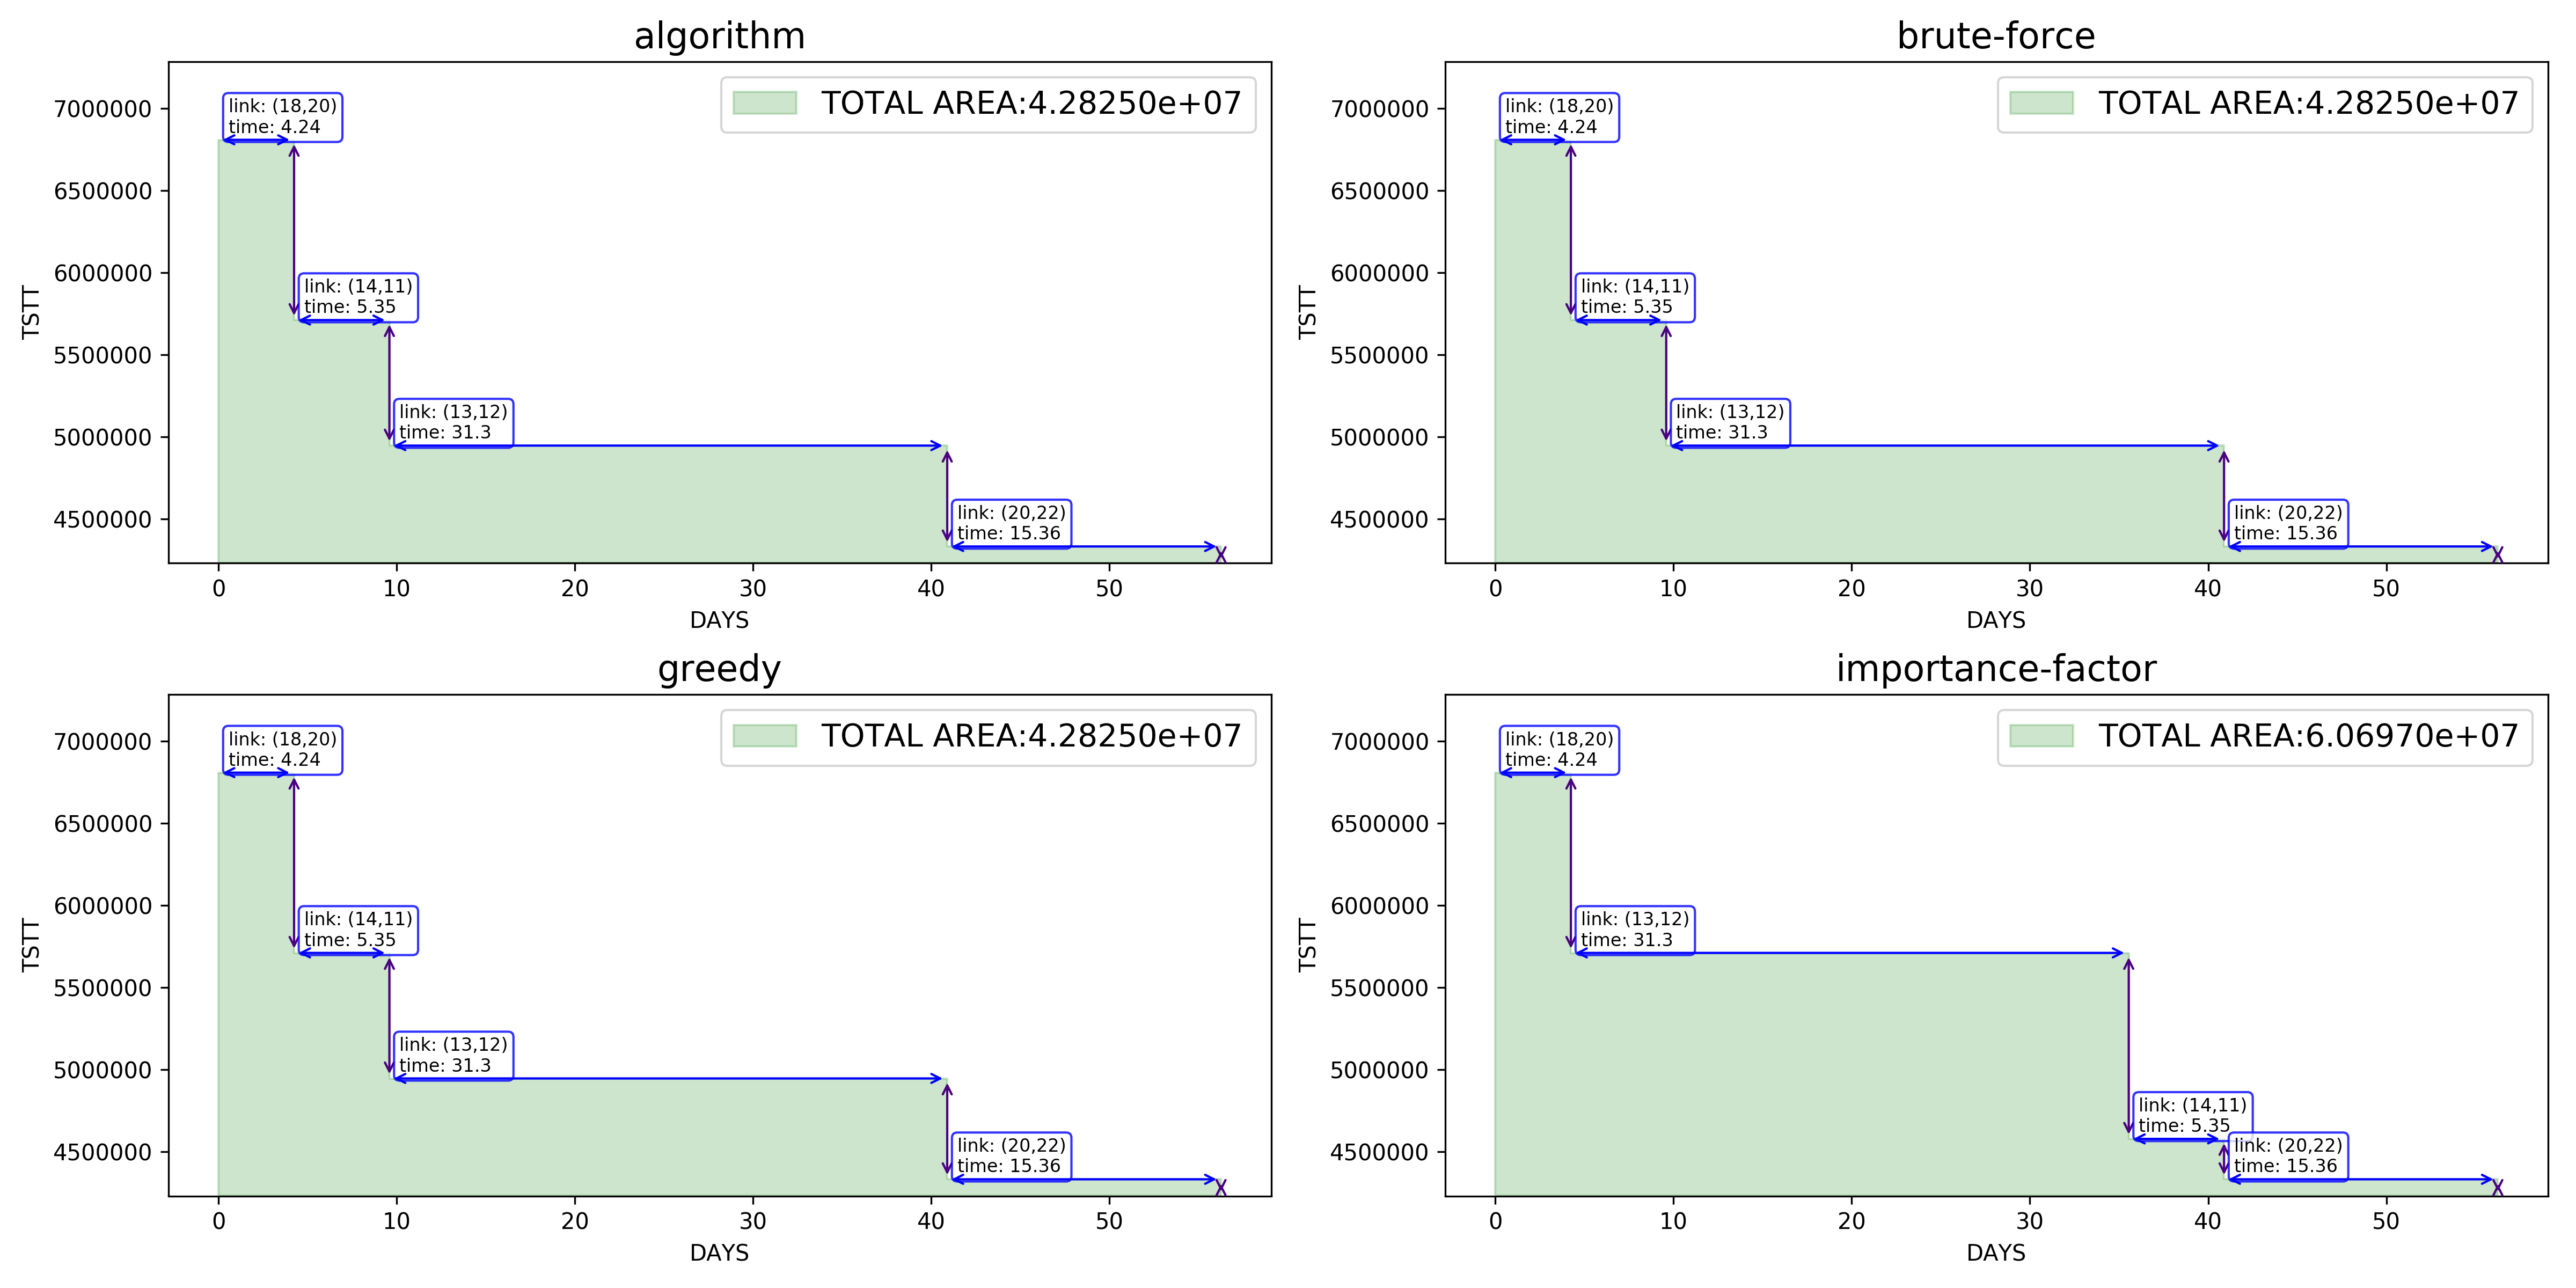 algorithm
TSTT
7000000
6500000
6000000
5500000
5000000
4500000
link: (18,20)
time: 4.24
link: (14,11)
time: 5.35
link: (13,12)
time: 31.3
link: (20,22)
time: 15.36
TOTAL AREA:4.28250e+07
0 10 20 30 40 50
DAYS
brute-force
TSTT
7000000
6500000
6000000
5500000
5000000
4500000
link: (18,20)
time: 4.24
link: (14,11)
time: 5.35
link: (13,12)
time: 31.3
link: (20,22)
time: 15.36
TOTAL AREA:4.28250e+07
0 10 20 30 40 50
DAYS
greedy
TSTT
7000000
6500000
6000000
5500000
5000000
4500000
link: (18,20)
time: 4.24
link: (14,11)
time: 5.35
link: (13,12)
time: 31.3
link: (20,22)
time: 15.36
TOTAL AREA:4.28250e+07
0 10 20 30 40 50
DAYS
importance-factor
TSTT
7000000
6500000
6000000
5500000
5000000
4500000
link: (18,20)
time: 4.24
link: (13,12)
time: 31.3
link: (14,11)
time: 5.35
link: (20,22)
time: 15.36
TOTAL AREA:6.06970e+07
0 10 20 30 40 50
DAYS